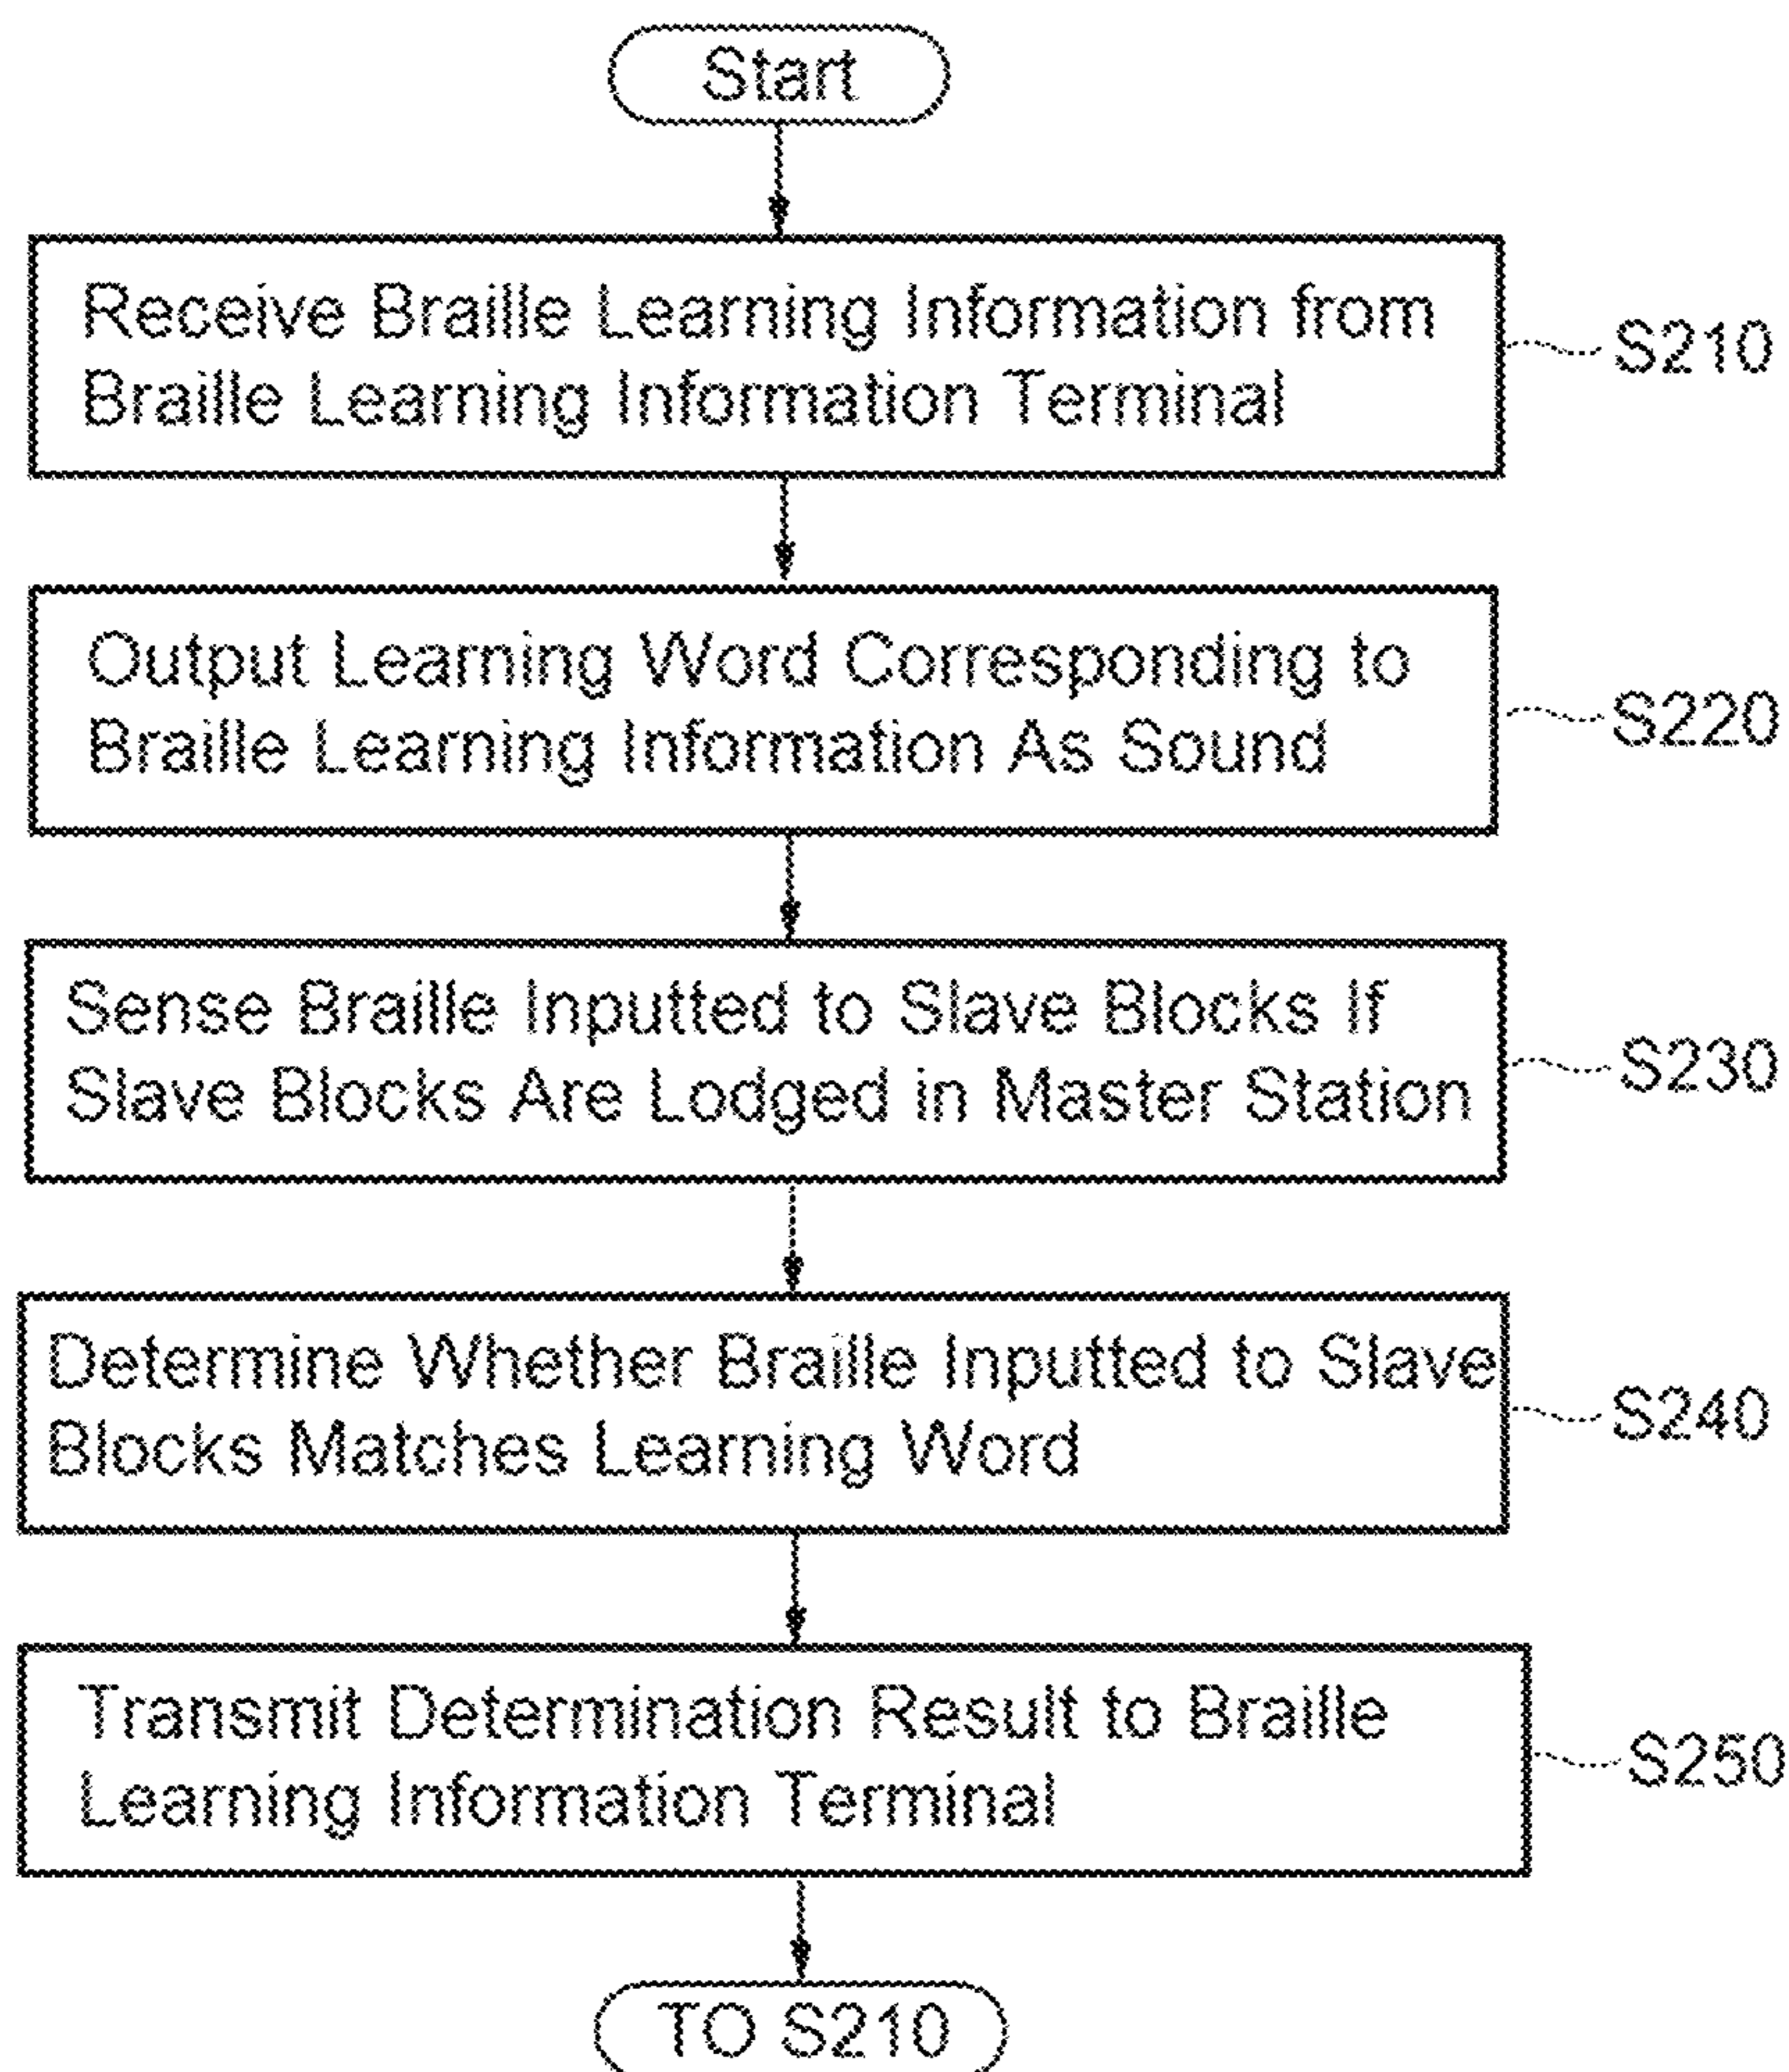 Start
Receive Braille Learning Information from
Braille Learning Information Terminal
S210
Output Learning Word Corresponding to
Braille Learning Information As Sound
S220
Sense Braille Inputted to Slave Blocks If
Slave Blocks Are Lodged in Master Station
S230
Determine Whether Braille Inputted to Slave
Blocks Matches Learning Word
S240
Transmit Determination Result to Braille
Learning Information Terminal
S250
TO S210